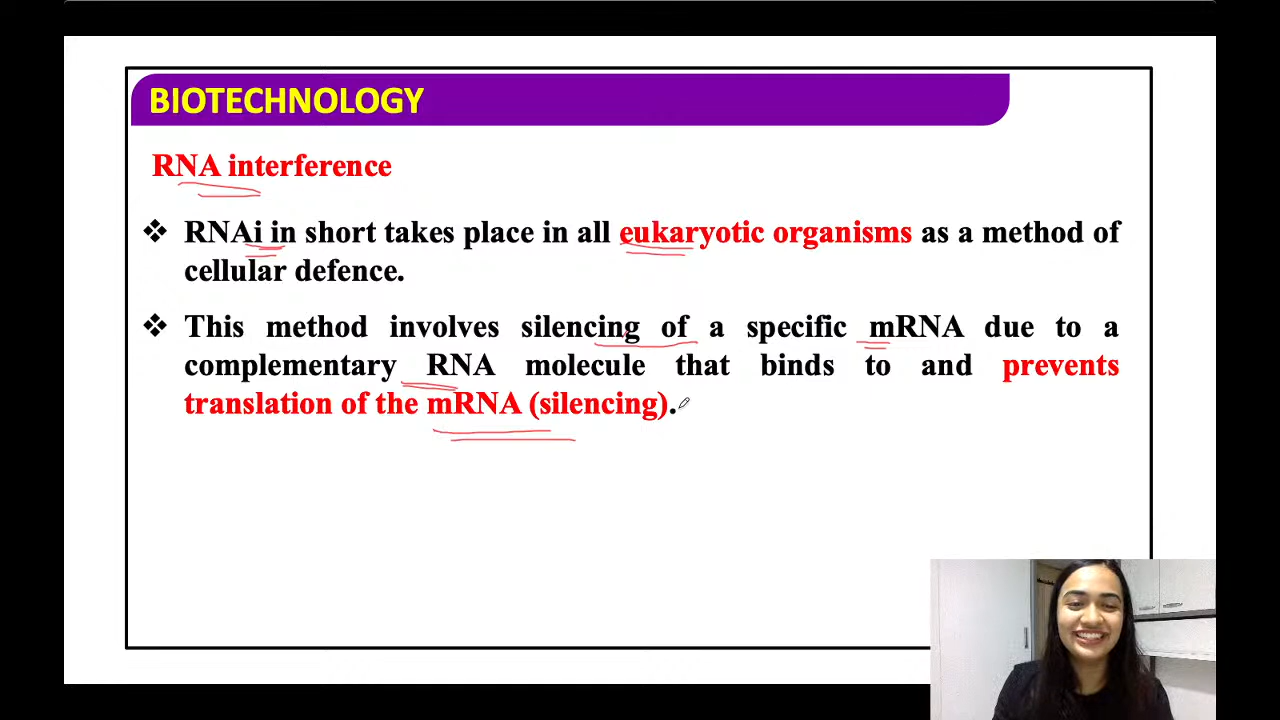 BIOTECHNOLOGY
RNA interference
❖ RNAi in short takes place in all eukaryotic organisms as a method of
cellular defence.
❖ This method involves silencing of a specific mRNA due to a
complementary RNA molecule that binds to and prevents
translation of the mRNA (silencing).